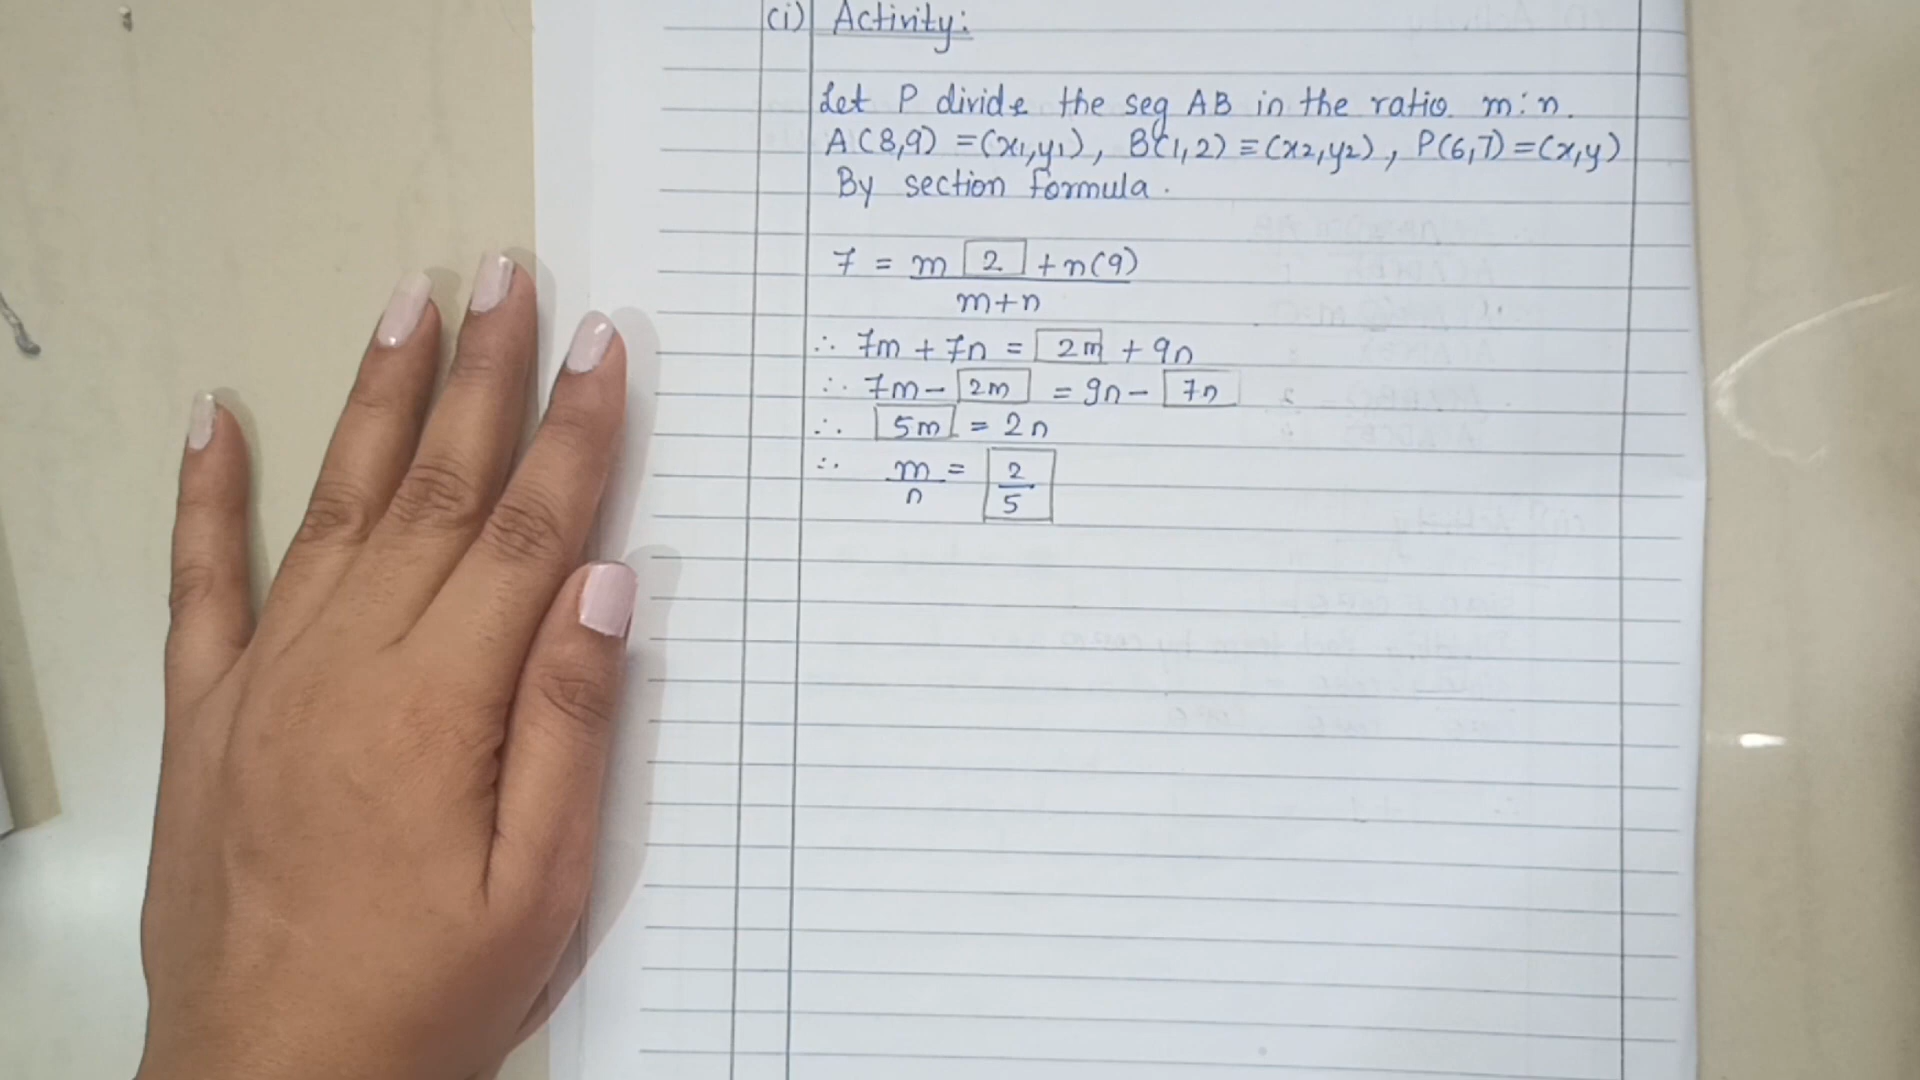 (i) Activity:
Let P divide the seg AB in the ratio m:n.
A(8,9) = (x1,y1), B(1,2) ≡ (x2,y2), P(6,7) = (x,y)
By section formula.
7 = m 2 + n(9)
m+n
∴ 7m + 7n = 2m + 9n
∴ 7m - 2m = 9n - 7n
∴ 5m = 2n
∴ m/n = 2/5